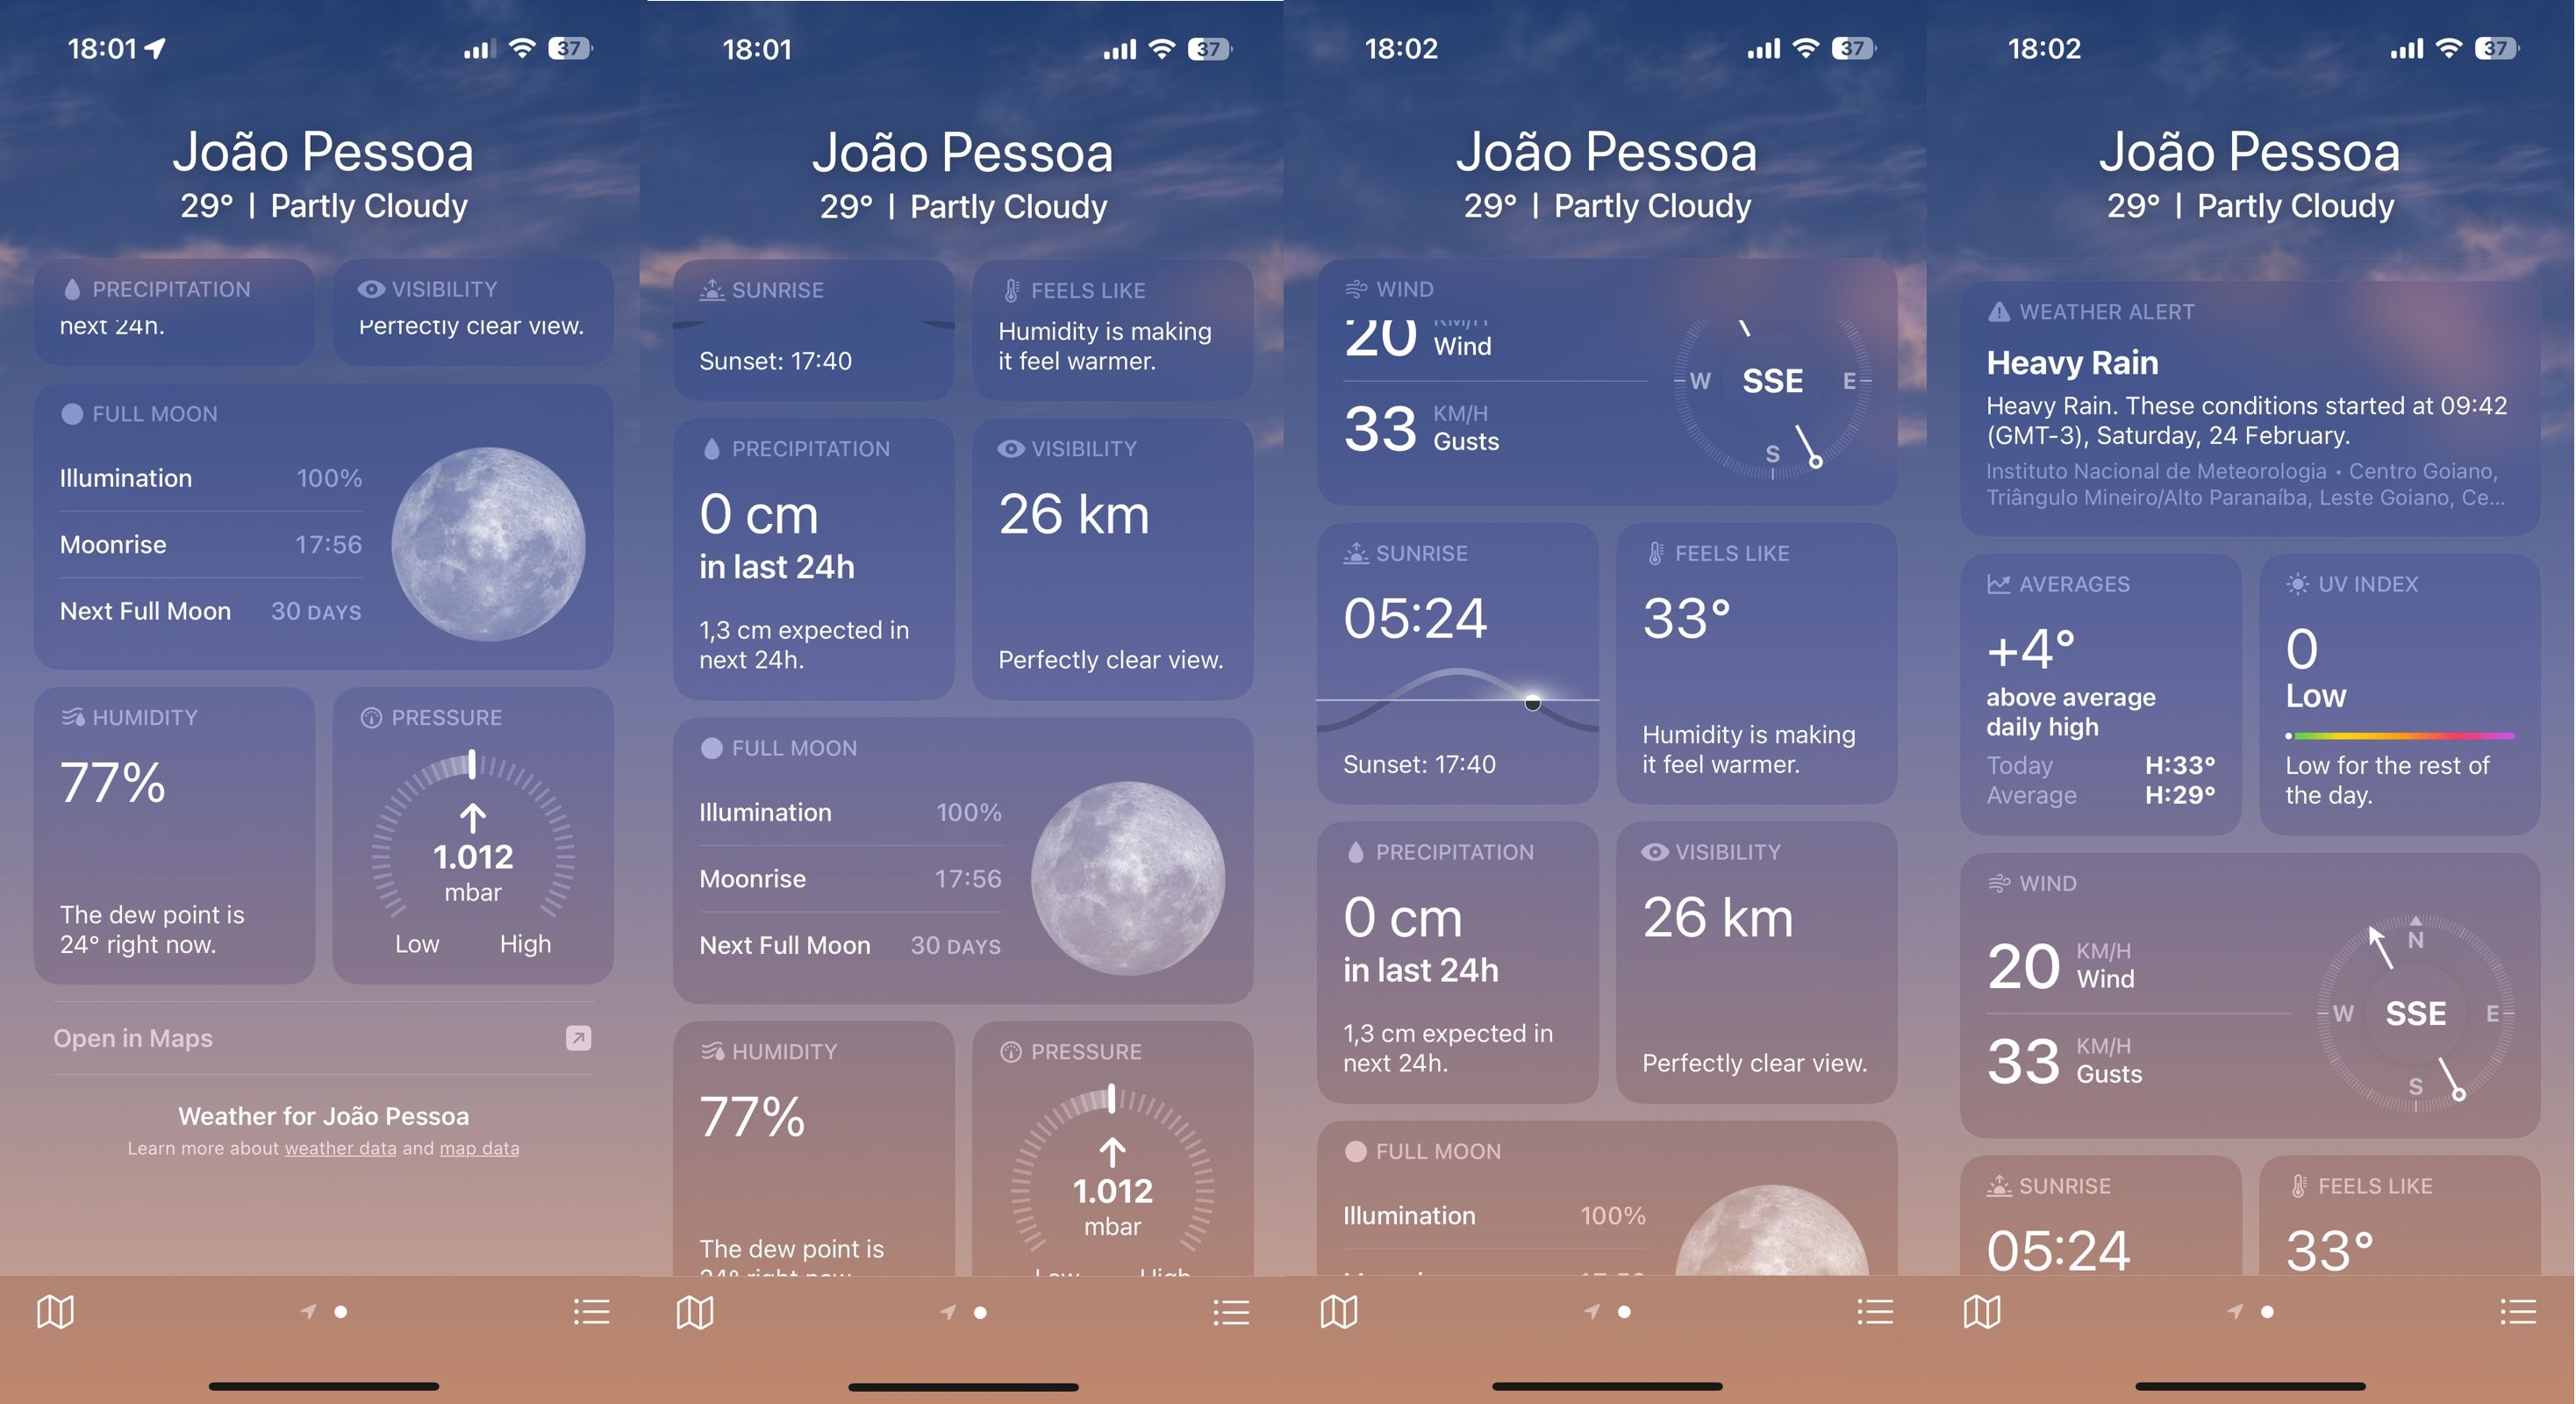 18:01
37
João Pessoa
29° | Partly Cloudy
PRECIPITATION
next 24h.
VISIBILITY
Perfectly clear view.
FULL MOON
Illumination 100%
Moonrise 17:56
Next Full Moon 30 DAYS
HUMIDITY
77%
The dew point is
24° right now.
PRESSURE
1.012
mbar
Low High
Open in Maps
Weather for João Pessoa
Learn more about weather data and map data
18:01
37
João Pessoa
29° | Partly Cloudy
SUNRISE
Sunset: 17:40
FEELS LIKE
Humidity is making
it feel warmer.
PRECIPITATION
0 cm
in last 24h
1,3 cm expected in
next 24h.
VISIBILITY
26 km
Perfectly clear view.
FULL MOON
Illumination 100%
Moonrise 17:56
Next Full Moon 30 DAYS
HUMIDITY
77%
The dew point is
24° right now.
PRESSURE
1.012
mbar
Low High
18:02
37
João Pessoa
29° | Partly Cloudy
WIND
20 KM/H
Wind
33 KM/H
Gusts
W SSE E
S
SUNRISE
05:24
Sunset: 17:40
FEELS LIKE
33°
Humidity is making
it feel warmer.
PRECIPITATION
0 cm
in last 24h
1,3 cm expected in
next 24h.
VISIBILITY
26 km
Perfectly clear view.
FULL MOON
Illumination 100%
18:02
37
João Pessoa
29° | Partly Cloudy
WEATHER ALERT
Heavy Rain
Heavy Rain. These conditions started at 09:42
(GMT-3), Saturday, 24 February.
Instituto Nacional de Meteorologia • Centro Goiano,
Triângulo Mineiro/Alto Paranaíba, Leste Goiano, Ce...
AVERAGES
+4°
above average
daily high
Today H:33°
Average H:29°
UV INDEX
0
Low
Low for the rest of
the day.
WIND
20 KM/H
Wind
33 KM/H
Gusts
N
W SSE E
S
SUNRISE
05:24
FEELS LIKE
33°